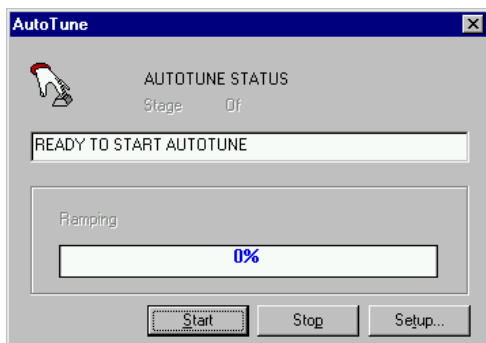 AutoTune
AUTOTUNE STATUS
Stage Of
READY TO START AUTOTUNE
Ramping
0%
Start Stop Setup...